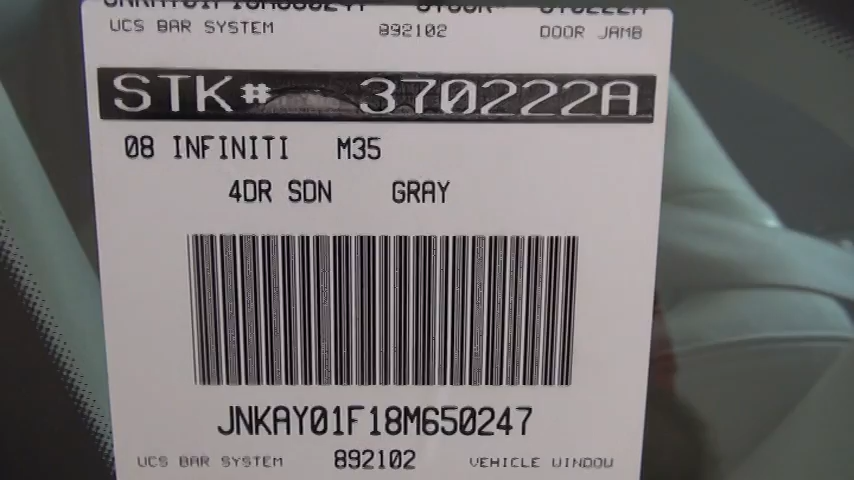 UCS BAR SYSTEM 892102 DOOR JAMB
STK# 370222A
08 INFINITI M35
4DR SDN GRAY
JNKAY01F18M650247
UCS BAR SYSTEM 892102 VEHICLE WINDOW